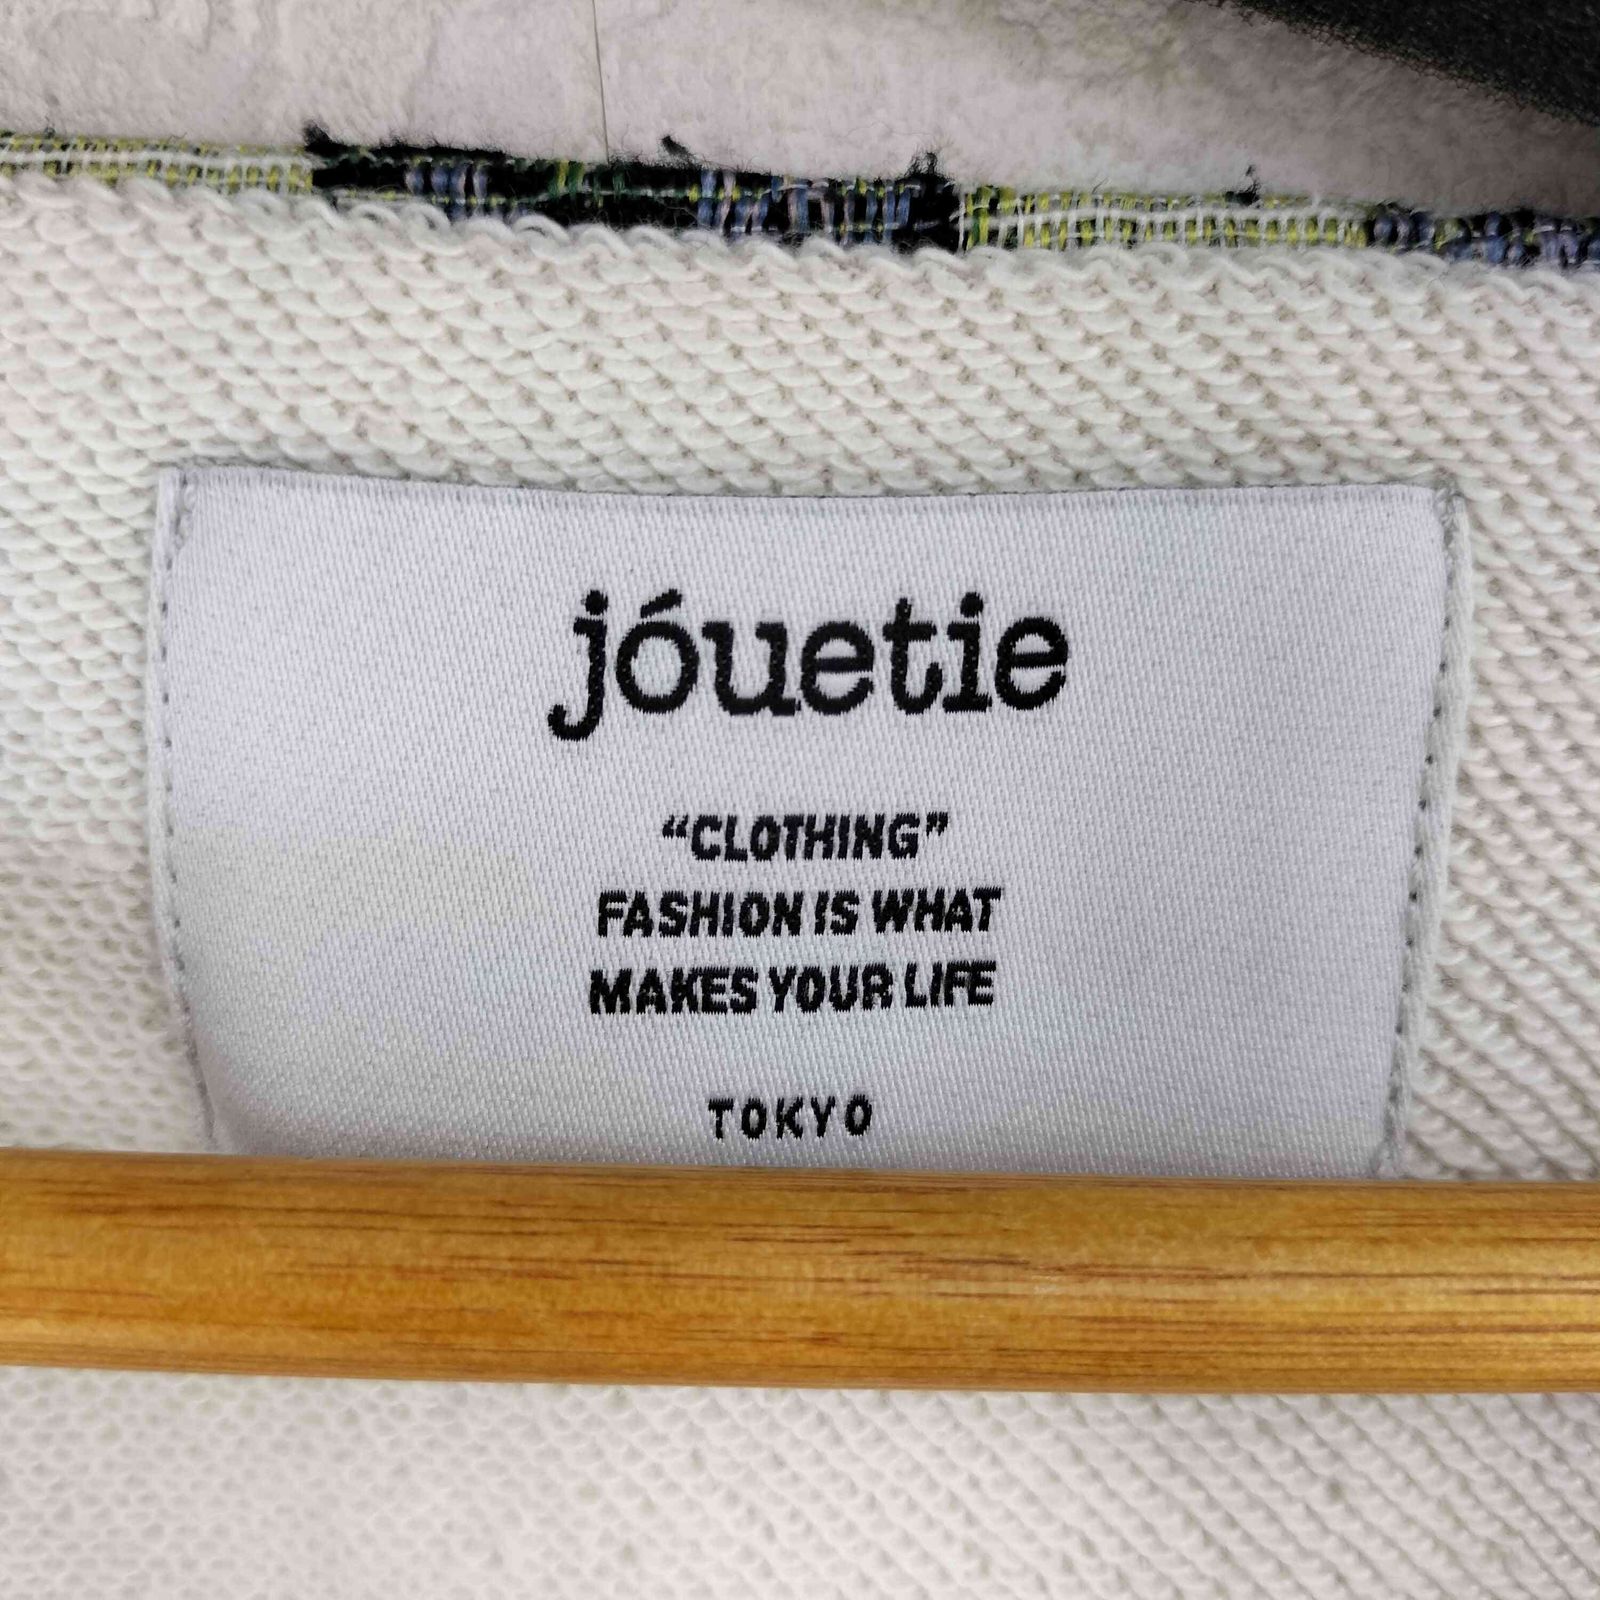 jóuetie
“CLOTHING”
FASHION IS WHAT
MAKES YOUR LIFE
TOKYO